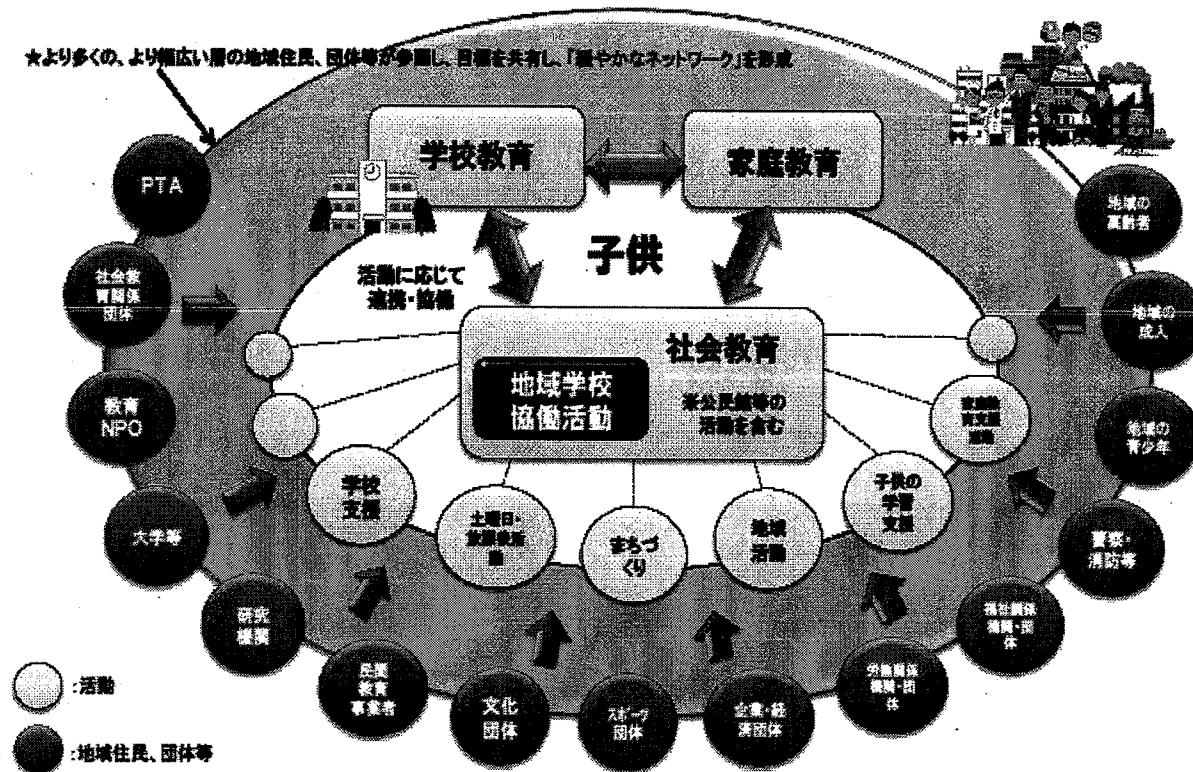 ★より多くの、より幅広い層の地域住民、団体等が参画し、目標を共有し、「緩やかなネットワーク」を形成
学校教育
家庭教育
子供
活動に応じて
連携・協働
社会教育
地域学校
協働活動
※公民館等の
活動を含む
PTA
社会教
育関係
団体
教育
NPO
大学等
研究
機関
民間
教育
事業者
文化
団体
スポーツ
団体
企業・経
済団体
労働関係
機関・団
体
福祉関係
機関・団
体
警察・
消防等
地域の
青少年
地域の
成人
地域の
高齢者
学校
支援
土曜日・
放課後活
動
まちづ
くり
地域
活動
子供の
学習
支援
家庭教
育支援
活動
:活動
:地域住民、団体等